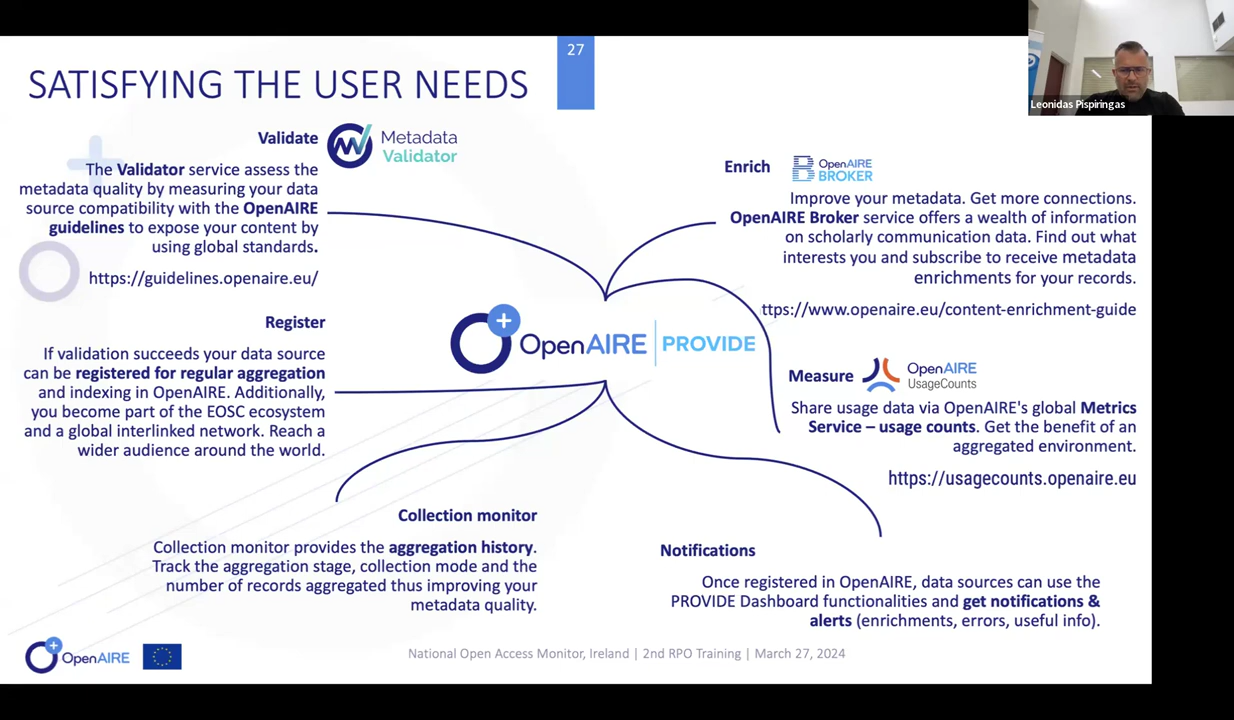 27
SATISFYING THE USER NEEDS
Leonidas Pispiringas
Validate
Metadata
Validator
The Validator service assess the
metadata quality by measuring your data
source compatibility with the OpenAIRE
guidelines to expose your content by
using global standards.
https://guidelines.openaire.eu/
Register
If validation succeeds your data source
can be registered for regular aggregation
and indexing in OpenAIRE. Additionally,
you become part of the EOSC ecosystem
and a global interlinked network. Reach a
wider audience around the world.
Collection monitor
Collection monitor provides the aggregation history.
Track the aggregation stage, collection mode and the
number of records aggregated thus improving your
metadata quality.
OpenAIRE PROVIDE
Enrich
OpenAIRE
BROKER
Improve your metadata. Get more connections.
OpenAIRE Broker service offers a wealth of information
on scholarly communication data. Find out what
interests you and subscribe to receive metadata
enrichments for your records.
ttps://www.openaire.eu/content-enrichment-guide
Measure
OpenAIRE
UsageCounts
Share usage data via OpenAIRE's global Metrics
Service – usage counts. Get the benefit of an
aggregated environment.
https://usagecounts.openaire.eu
Notifications
Once registered in OpenAIRE, data sources can use the
PROVIDE Dashboard functionalities and get notifications &
alerts (enrichments, errors, useful info).
OpenAIRE
National Open Access Monitor, Ireland | 2nd RPO Training | March 27, 2024